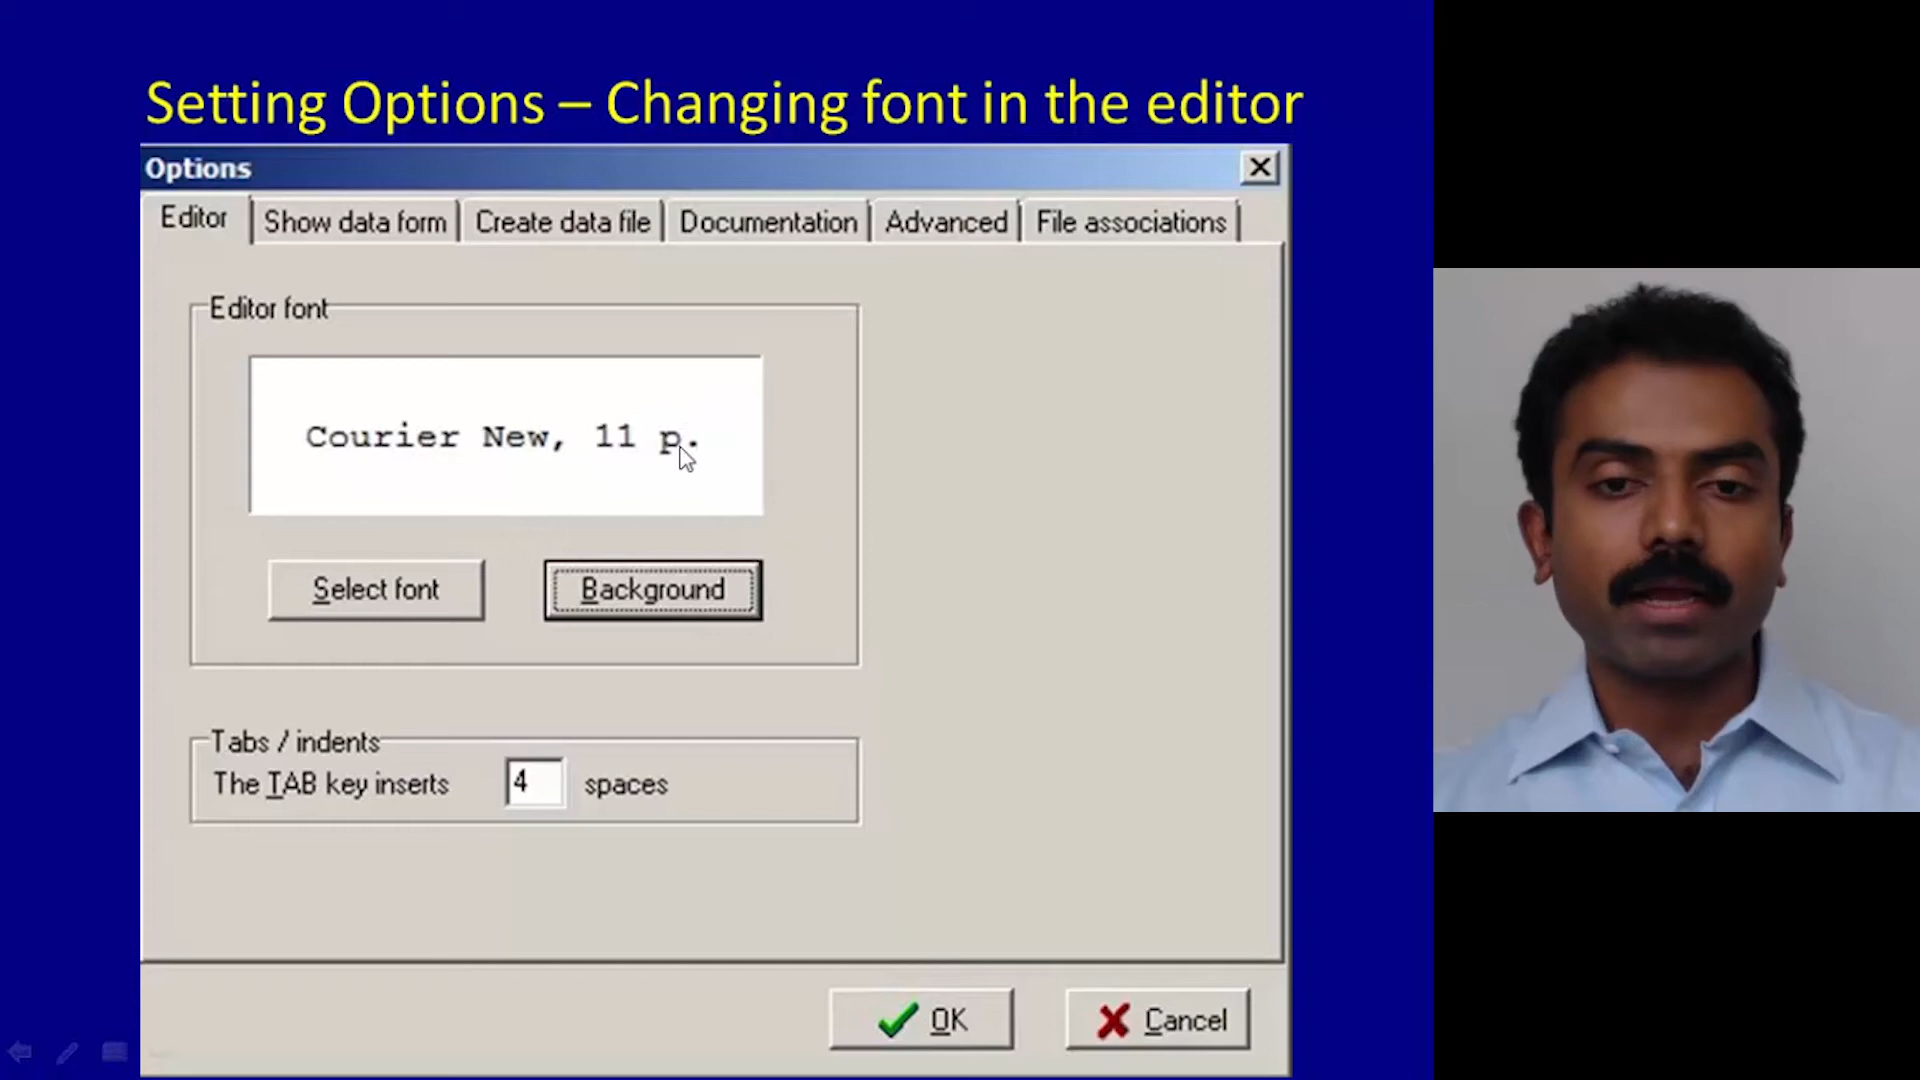 Setting Options – Changing font in the editor
Options
Editor Show data form Create data file Documentation Advanced File associations
Editor font
Courier New, 11 p.
Select font Background
Tabs / indents
The TAB key inserts 4 spaces
OK Cancel